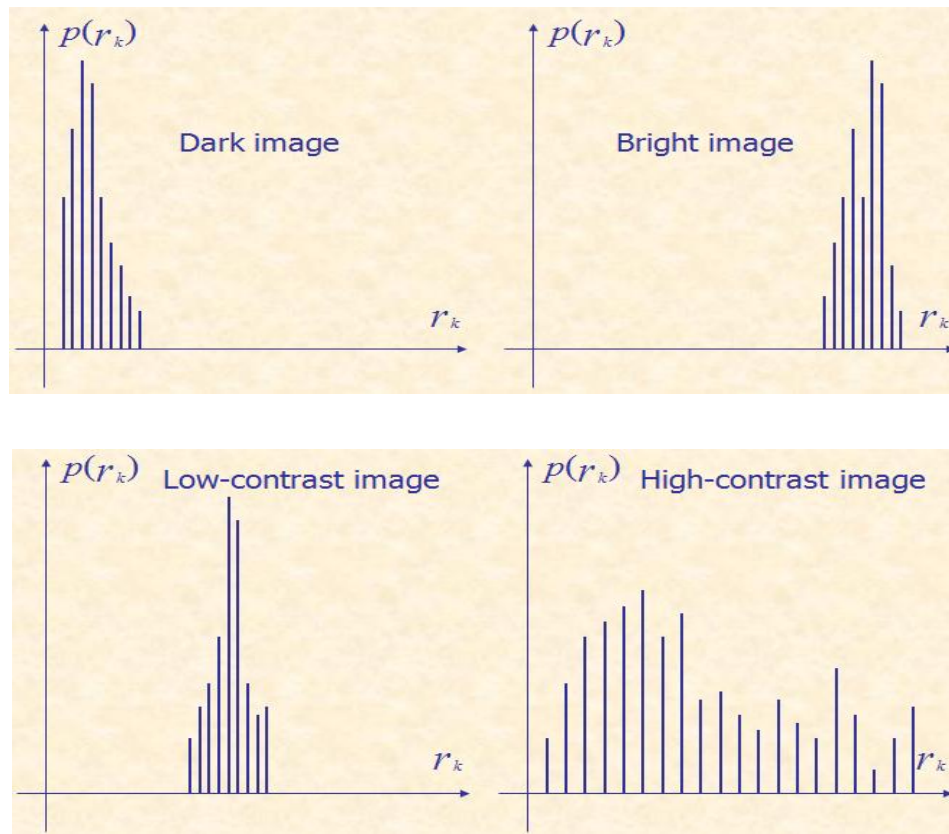 p(r_k)
Dark image
r_k
p(r_k)
Bright image
r_k
p(r_k)
Low-contrast image
r_k
p(r_k)
High-contrast image
r_k